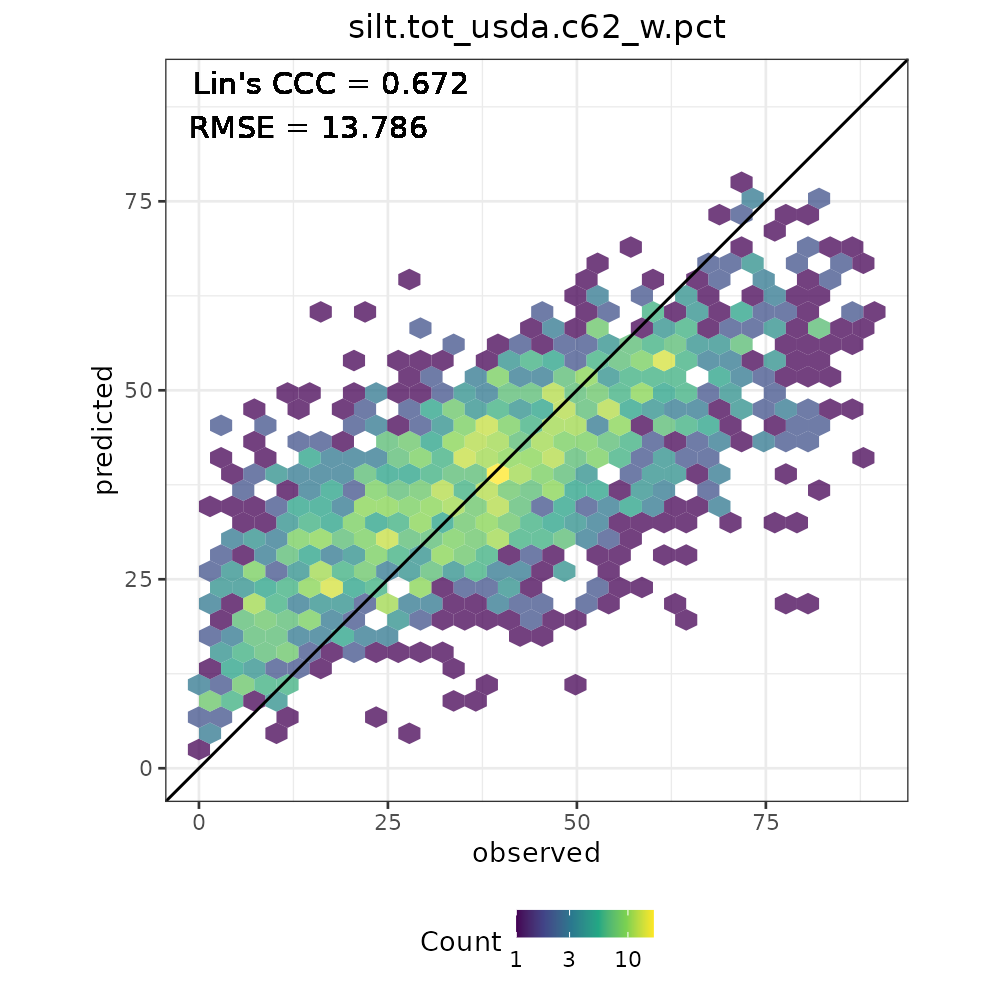 silt.tot_usda.c62_w.pct
Lin's CCC = 0.672
RMSE = 13.786
predicted
75
50
25
0
0 25 50 75
observed
Count
1 3 10